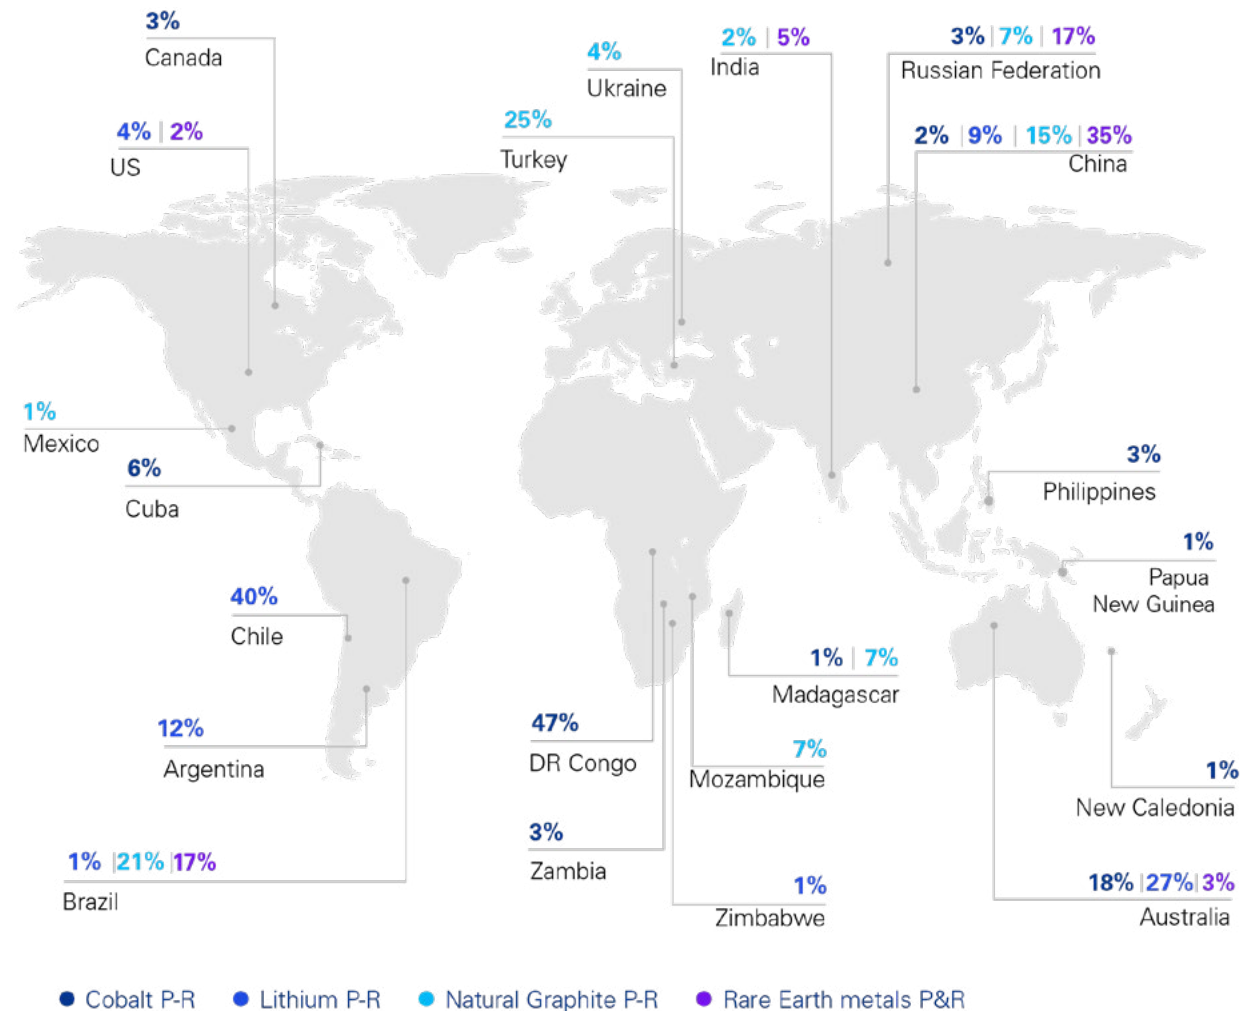 3%
Canada
4% | 2%
US
4%
Ukraine
25%
Turkey
2% | 5%
India
3% | 7% | 17%
Russian Federation
2% | 9% | 15% | 35%
China
1%
Mexico
6%
Cuba
40%
Chile
12%
Argentina
1% | 21% | 17%
Brazil
47%
DR Congo
3%
Zambia
1%
Zimbabwe
7%
Mozambique
1% | 7%
Madagascar
3%
Philippines
1%
Papua
New Guinea
1%
New Caledonia
18% | 27% | 3%
Australia
Cobalt P-R
Lithium P-R
Natural Graphite P-R
Rare Earth metals P&R